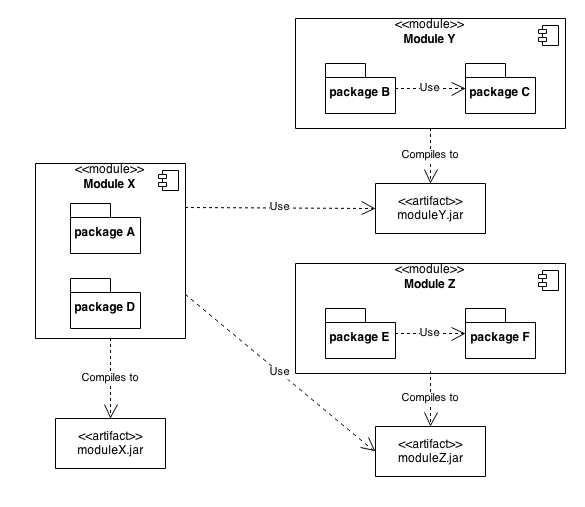 <<module>>
Module Y
package B
Use
package C
Compiles to
<<artifact>>
moduleY.jar
<<module>>
Module X
package A
package D
Use
Compiles to
<<artifact>>
moduleX.jar
Use
<<module>>
Module Z
package E
Use
package F
Compiles to
<<artifact>>
moduleZ.jar